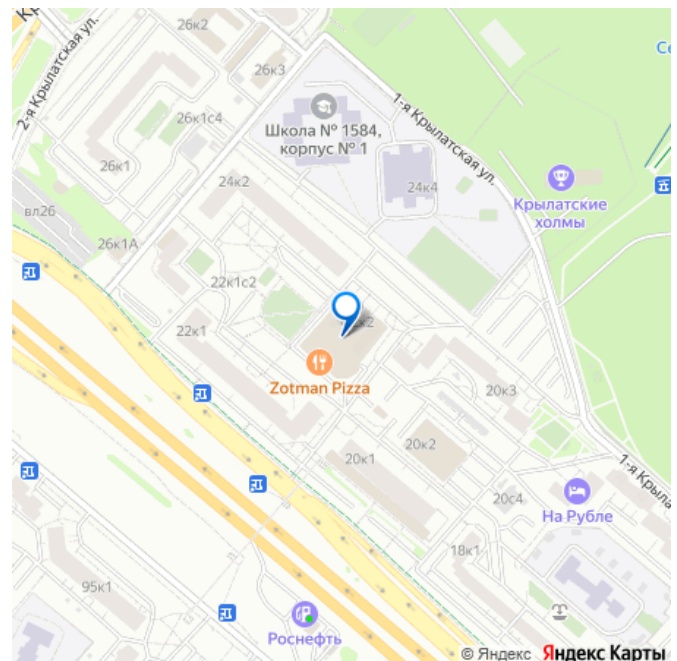 26к2
26к3
2-я Крылатская ул.
26к1с4
Школа № 1584,
корпус № 1
1-я Крылатская ул.
26к1
24к2
24к4
Крылатские
холмы
вл26
26к1А
22к1с2
22к1
Zotman Pizza
20к3
20к2
20к1
1-я Крыла
20с4
На Рубле
18к1
95к1
Роснефть
© Яндекс Яндекс Карты